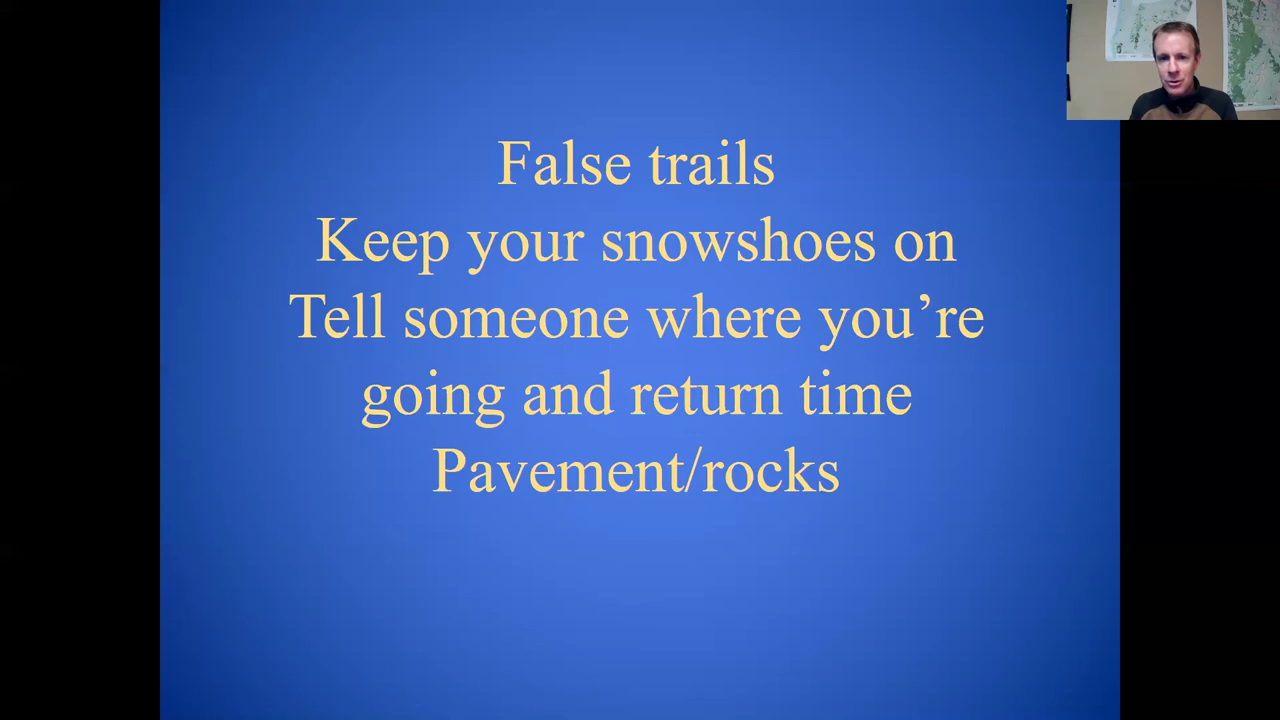 False trails
Keep your snowshoes on
Tell someone where you’re
going and return time
Pavement/rocks